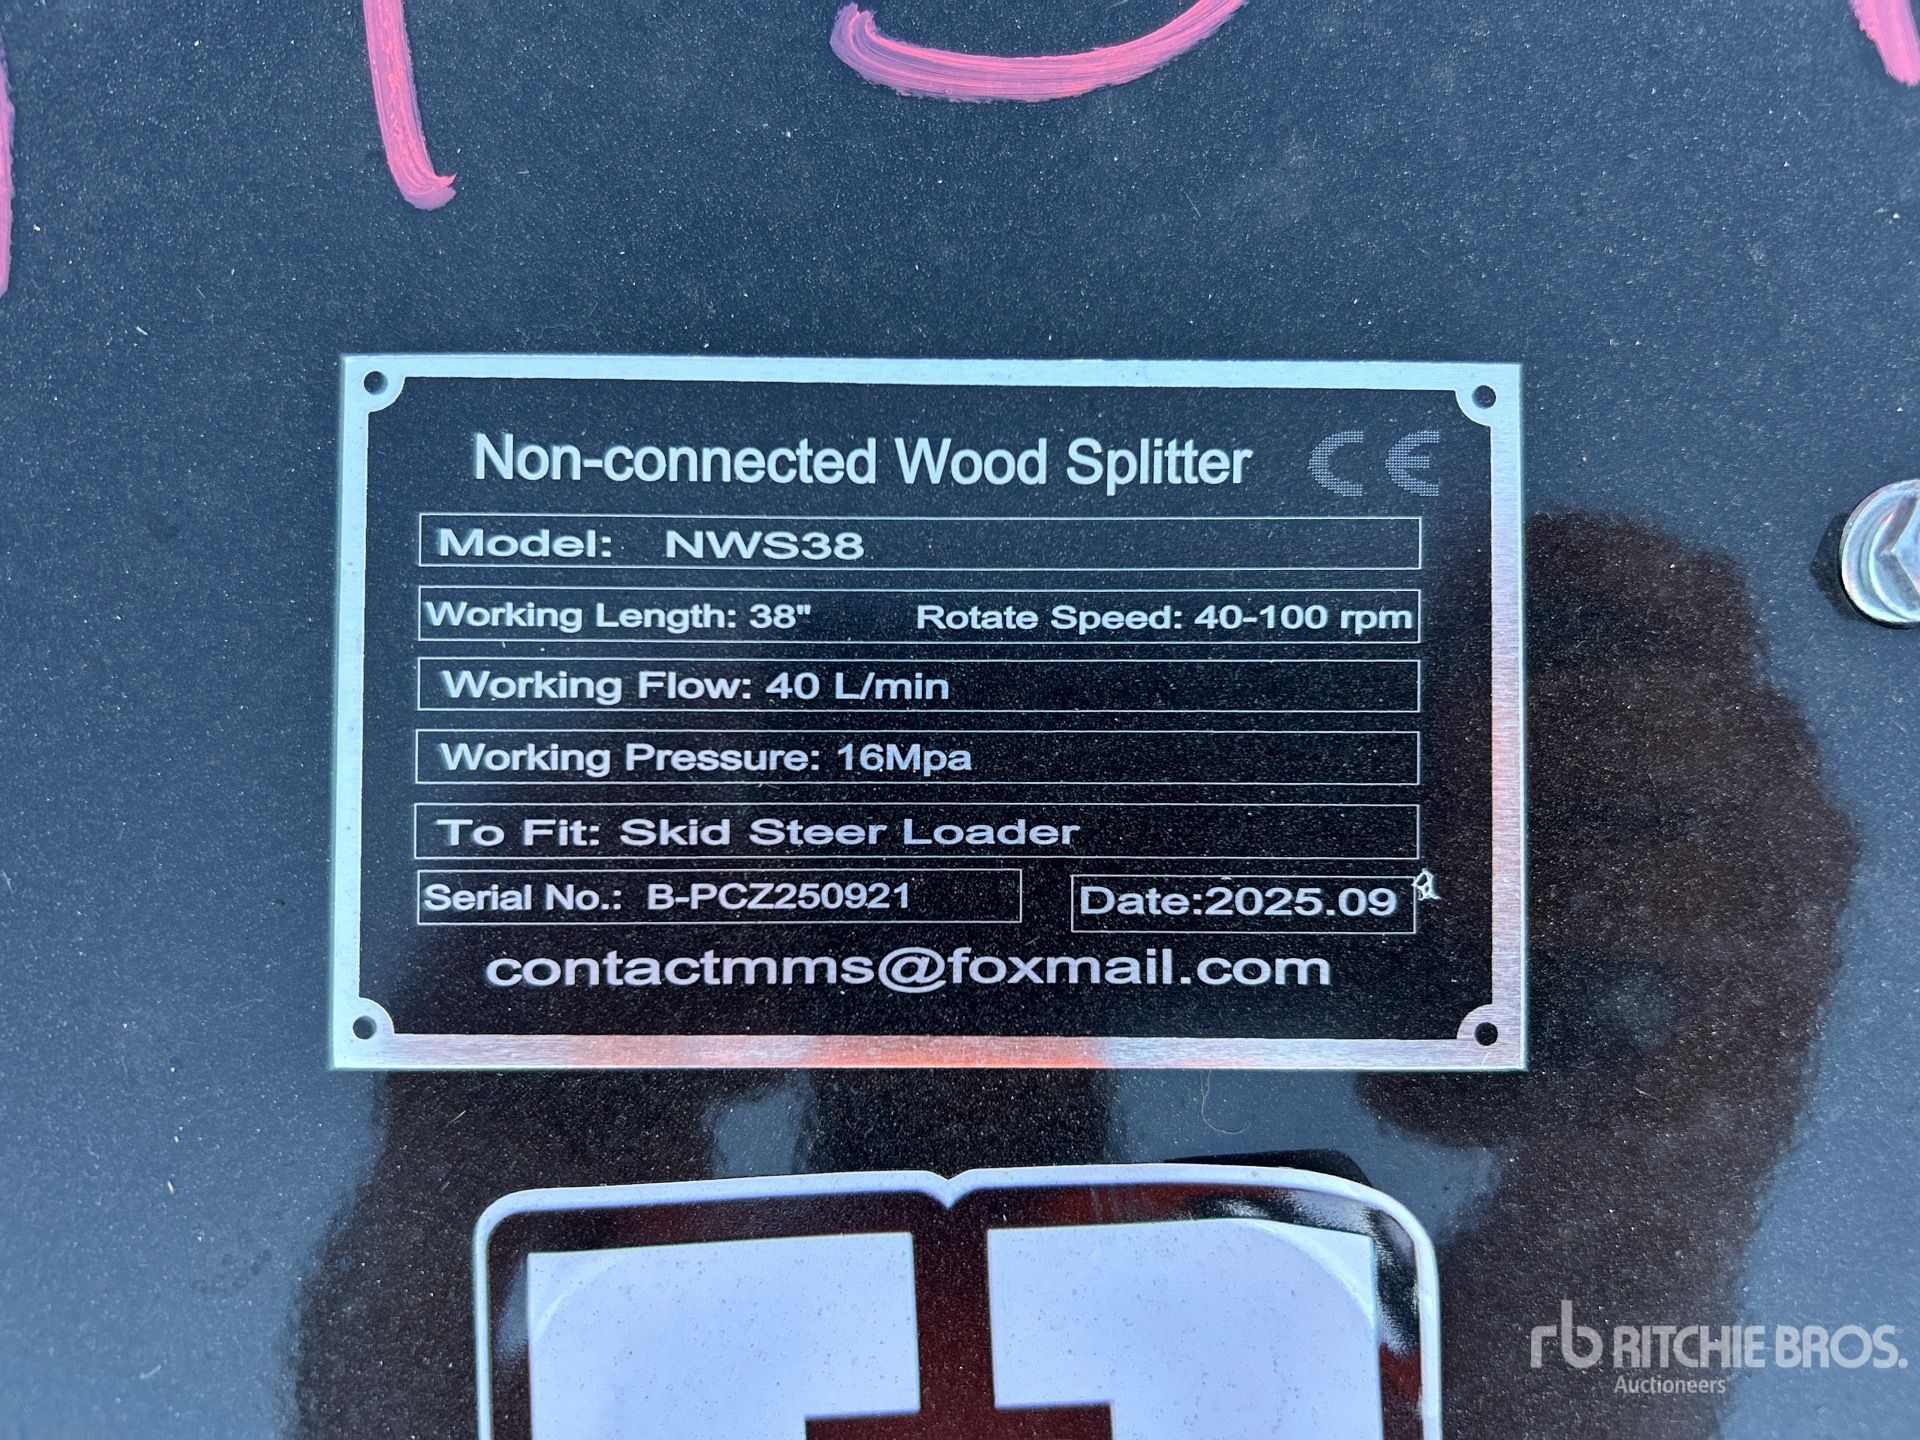 Non-connected Wood Splitter CE
Model: NWS38
Working Length: 38" Rotate Speed: 40-100 rpm
Working Flow: 40 L/min
Working Pressure: 16Mpa
To Fit: Skid Steer Loader
Serial No.: B-PCZ250921 Date:2025.09
contactmms@foxmail.com
rb RITCHIE BROS.
Auctioneers